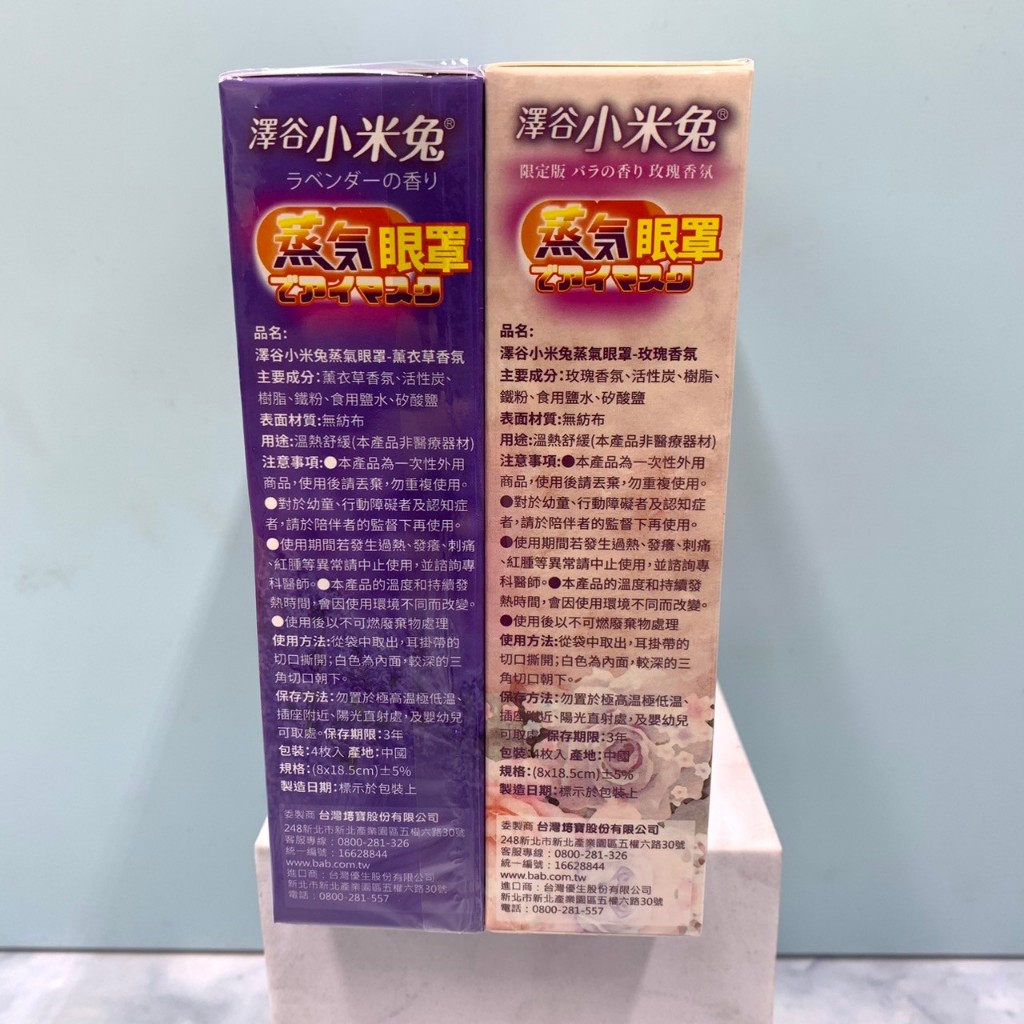 澤谷小米兔®
ラベンダーの香り
蒸気眼罩
でアイマスク
品名:
澤谷小米兔蒸氣眼罩-薰衣草香氛
主要成分:薰衣草香氛、活性炭、
樹脂、鐵粉、食用鹽水、矽酸鹽
表面材質:無紡布
用途:溫熱舒緩(本產品非醫療器材)
注意事項:●本產品為一次性外用
商品,使用後請丟棄,勿重複使用。
●對於幼童、行動障礙者及認知症
者,請於陪伴者的監督下再使用。
●使用期間若發生過熱、發癢、刺痛
、紅腫等異常請中止使用,並諮詢專
科醫師。●本產品的溫度和持續發
熱時間,會因使用環境不同而改變。
●使用後以不可燃廢棄物處理
使用方法:從袋中取出,耳掛帶的
切口撕開;白色為內面,較深的三
角切口朝下。
保存方法:勿置於極高溫極低溫、
插座附近、陽光直射處,及嬰幼兒
可取處。保存期限:3年
包裝:4枚入 產地:中國
規格:(8x18.5cm)±5%
製造日期:標示於包裝上
委製商 台灣培寶股份有限公司
248新北市新北產業園區五權六路30號
客服專線:0800-281-326
統一編號:16628844
www.bab.com.tw
進口商:台灣優生股份有限公司
新北市新北產業園區五權六路30號
電話:0800-281-557
澤谷小米兔®
限定版 バラの香り 玫瑰香氛
蒸気眼罩
でアイマスク
品名:
澤谷小米兔蒸氣眼罩-玫瑰香氛
主要成分:玫瑰香氛、活性炭、樹脂、
鐵粉、食用鹽水、矽酸鹽
表面材質:無紡布
用途:溫熱舒緩(本產品非醫療器材)
注意事項:●本產品為一次性外用
商品,使用後請丟棄,勿重複使用。
●對於幼童、行動障礙者及認知症
者,請於陪伴者的監督下再使用。
●使用期間若發生過熱、發癢、刺痛
、紅腫等異常請中止使用,並諮詢專
科醫師。●本產品的溫度和持續發
熱時間,會因使用環境不同而改變。
●使用後以不可燃廢棄物處理
使用方法:從袋中取出,耳掛帶的
切口撕開;白色為內面,較深的三
角切口朝下。
保存方法:勿置於極高溫極低溫、
插座附近、陽光直射處,及嬰幼兒
可取處。保存期限:3年
包裝:4枚入 產地:中國
規格:(8x18.5cm)±5%
製造日期:標示於包裝上
委製商 台灣培寶股份有限公司
248新北市新北產業園區五權六路30號
客服專線:0800-281-326
統一編號:16628844
www.bab.com.tw
進口商:台灣優生股份有限公司
新北市新北產業園區五權六路30號
電話:0800-281-557